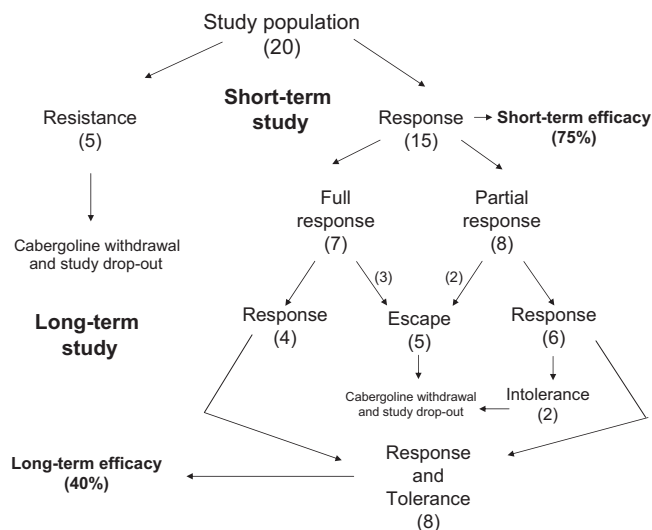 Study population
(20)
Short-term
study
Resistance
(5)
Response
(15)
Short-term efficacy
(75%)
Full
response
(7)
Partial
response
(8)
Cabergoline withdrawal
and study drop-out
(3)
(2)
Long-term
study
Response
(4)
Escape
(5)
Response
(6)
Cabergoline withdrawal
and study drop-out
Intolerance
(2)
Long-term efficacy
(40%)
Response
and
Tolerance
(8)